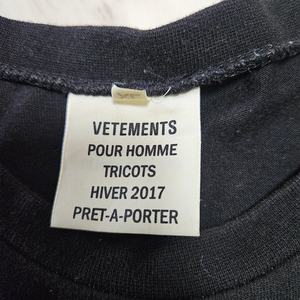 VETEMENTS
POUR HOMME
TRICOTS
HIVER 2017
PRET-A-PORTER